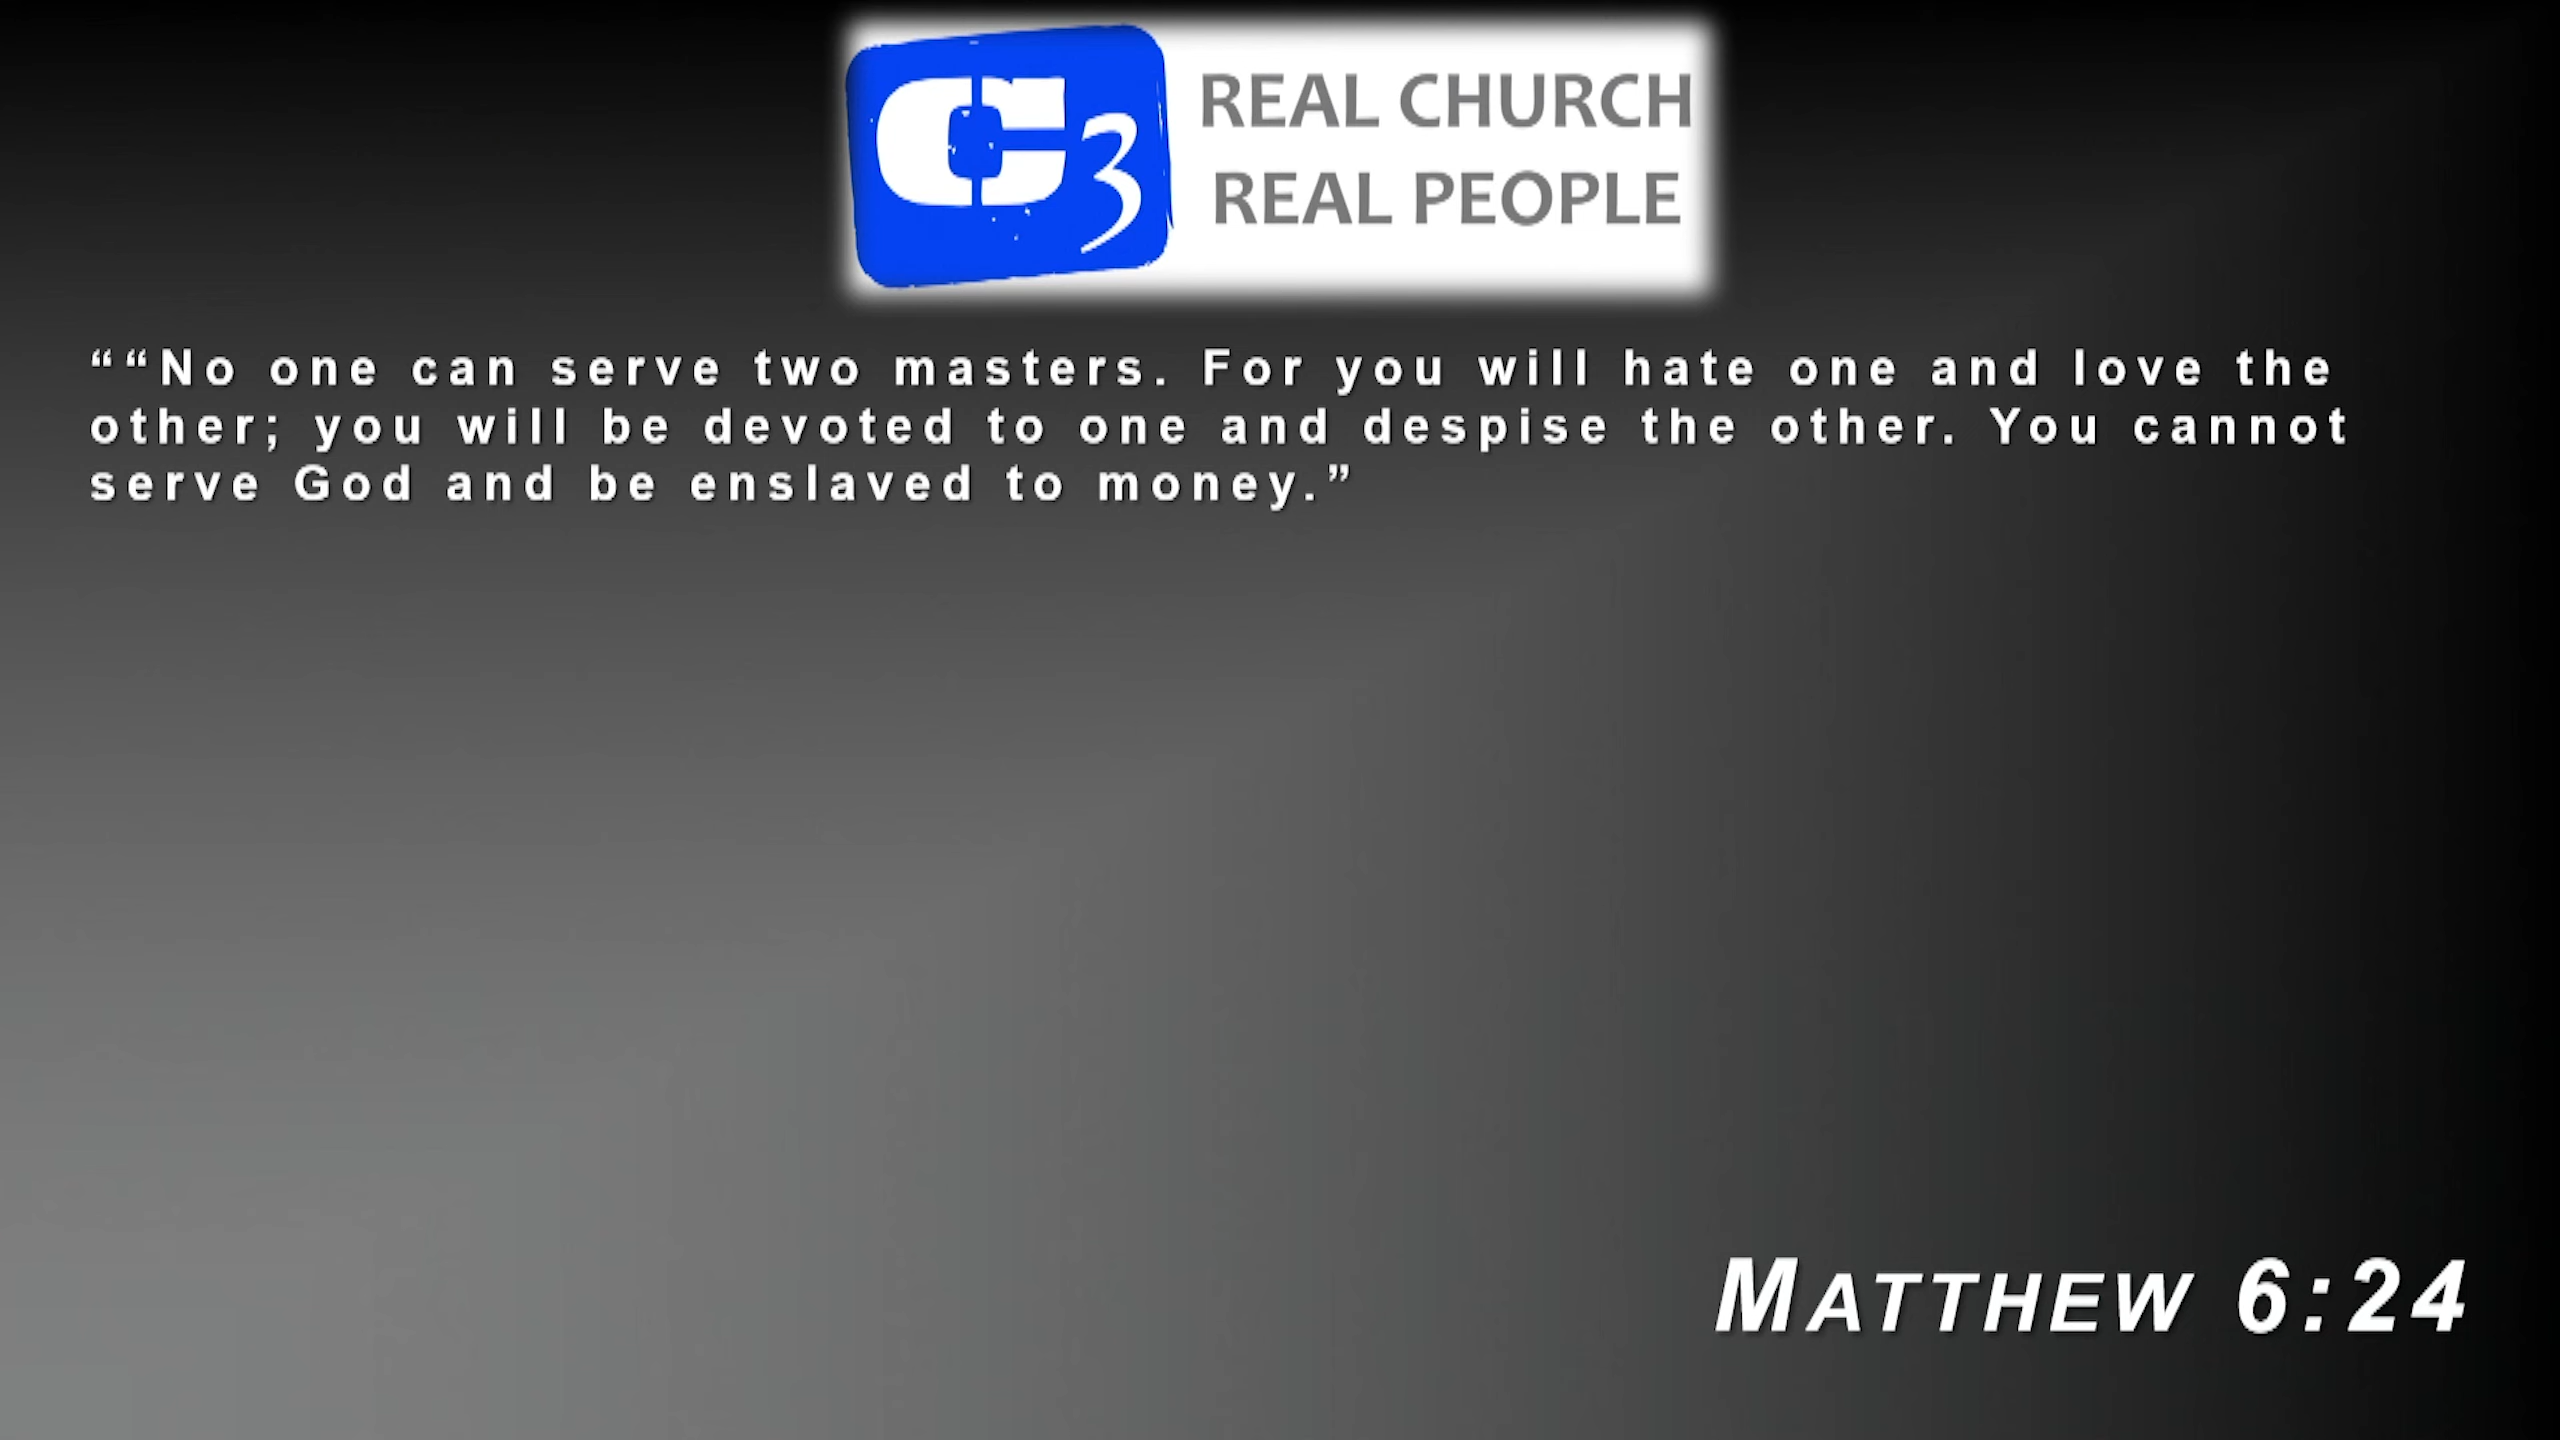 C3
REAL CHURCH
REAL PEOPLE
““No one can serve two masters. For you will hate one and love the
other; you will be devoted to one and despise the other. You cannot
serve God and be enslaved to money.”
MATTHEW 6:24